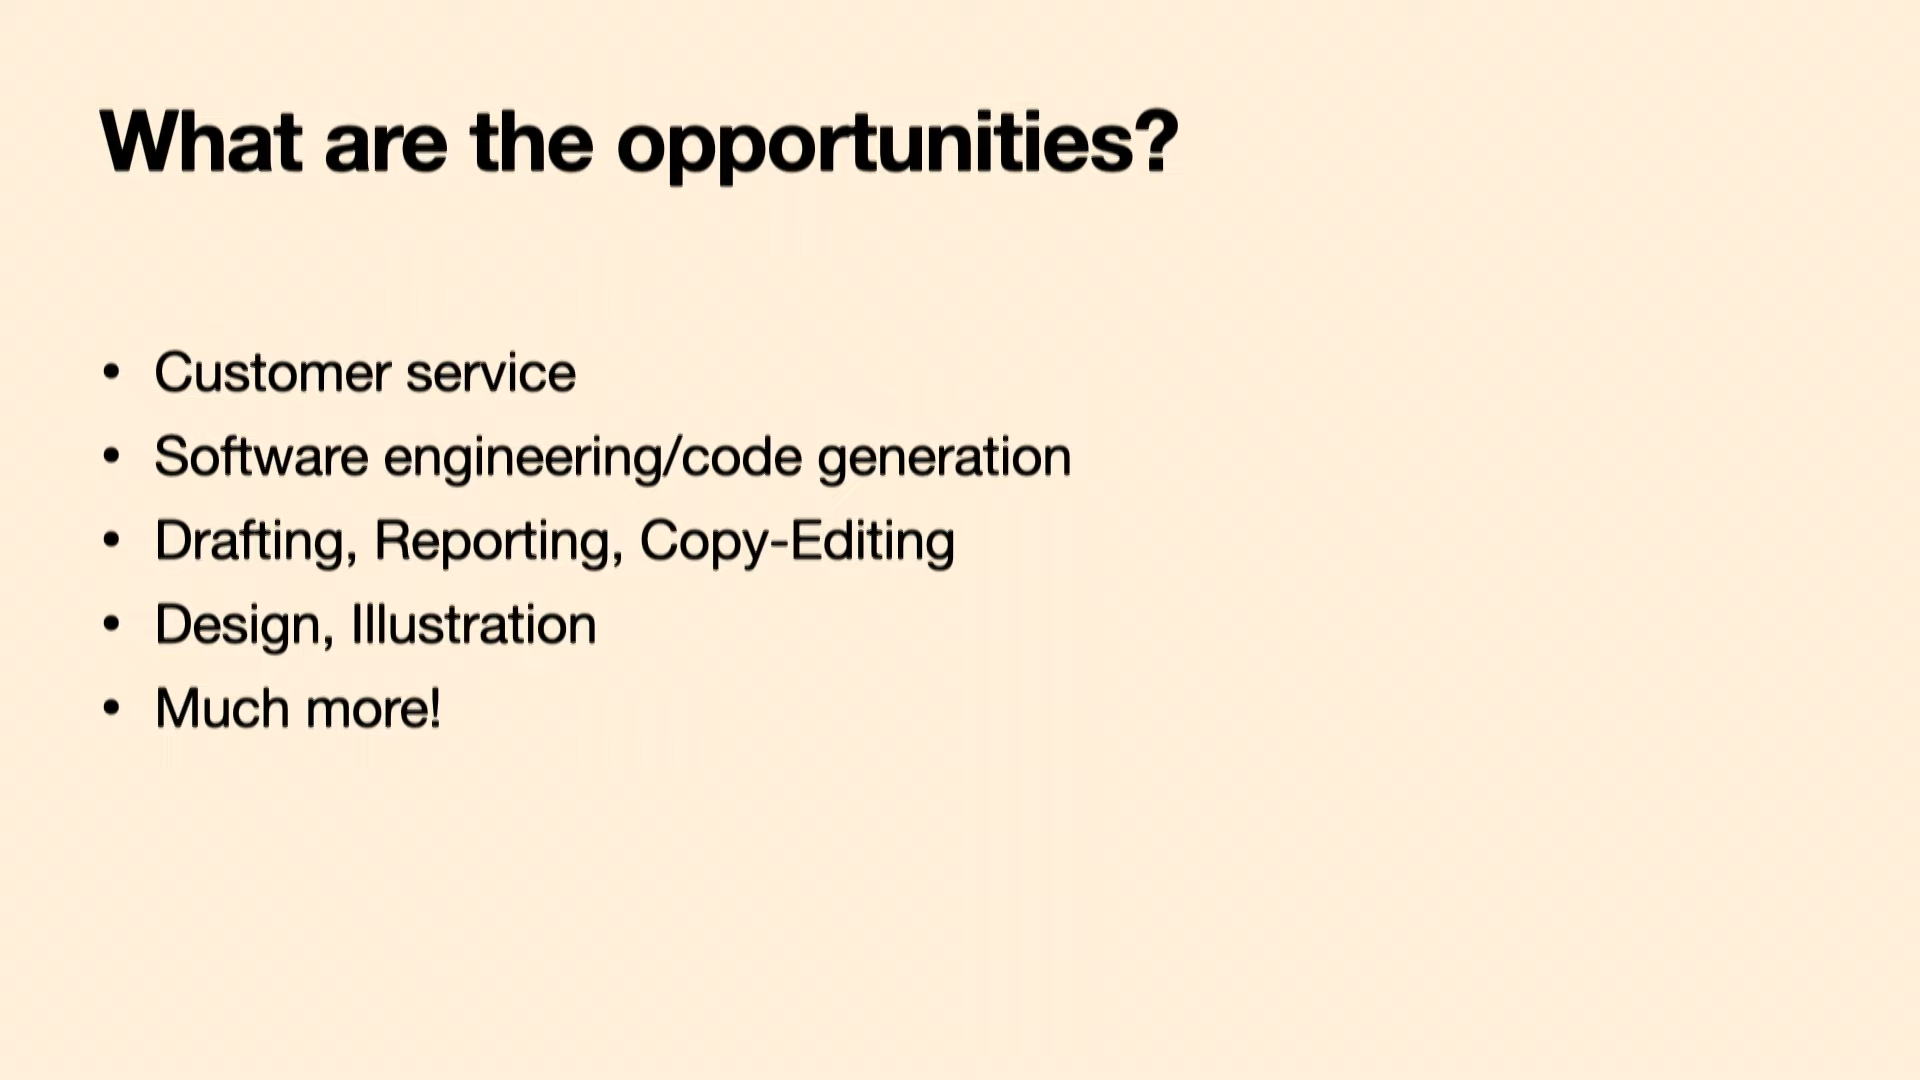 What are the opportunities?
• Customer service
• Software engineering/code generation
• Drafting, Reporting, Copy-Editing
• Design, Illustration
• Much more!